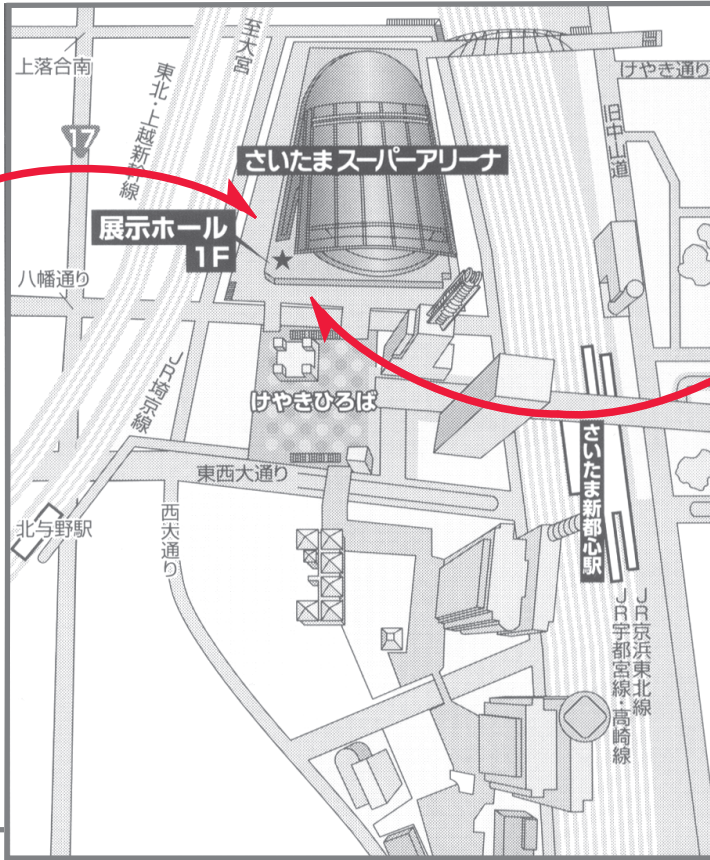 至大宮
上落合南
東北・上越新幹線
17
けやき通り
旧中山道
さいたまスーパーアリーナ
展示ホール
1F
八幡通り
JR埼京線
けやきひろば
さいたま新都心駅
東西大通り
西大通り
北与野駅
JR京浜東北線
JR宇都宮線・高崎線